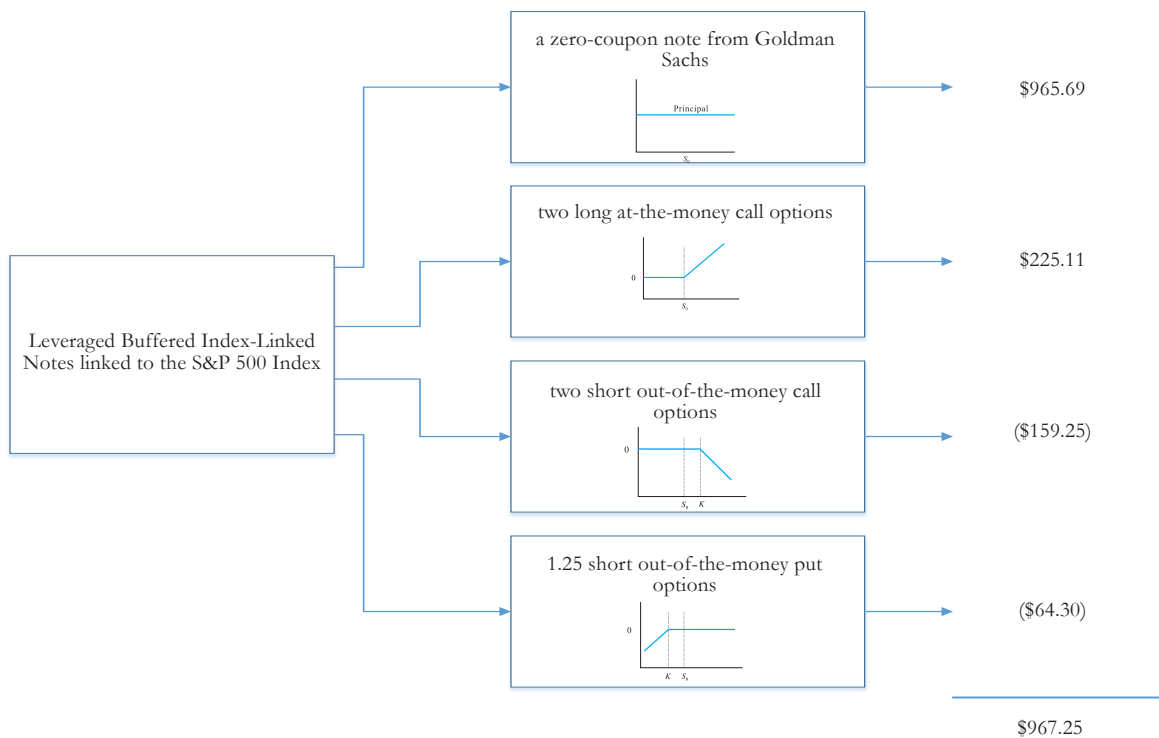 a zero-coupon note from Goldman
Sachs
Principal
S₀
$965.69
two long at-the-money call options
0
S₀
$225.11
Leveraged Buffered Index-Linked
Notes linked to the S&P 500 Index
two short out-of-the-money call
options
0
S₀ K
($159.25)
1.25 short out-of-the-money put
options
0
K S₀
($64.30)
$967.25